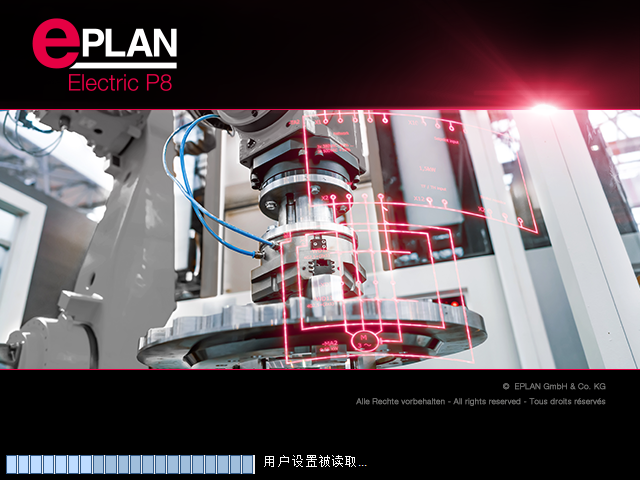 ePLAN
Electric P8
M
-MA2
© EPLAN GmbH & Co. KG
Alle Rechte vorbehalten - All rights reserved - Tous droits réservés
用户设置被读取...